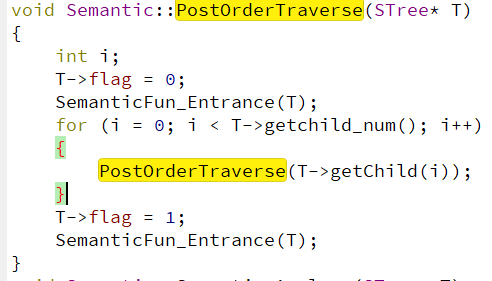 void Semantic::PostOrderTraverse(STree* T)
{
    int i;
    T->flag = 0;
    SemanticFun_Entrance(T);
    for (i = 0; i < T->getchild_num(); i++)
    {
        PostOrderTraverse(T->getChild(i));
    }
    T->flag = 1;
    SemanticFun_Entrance(T);
}